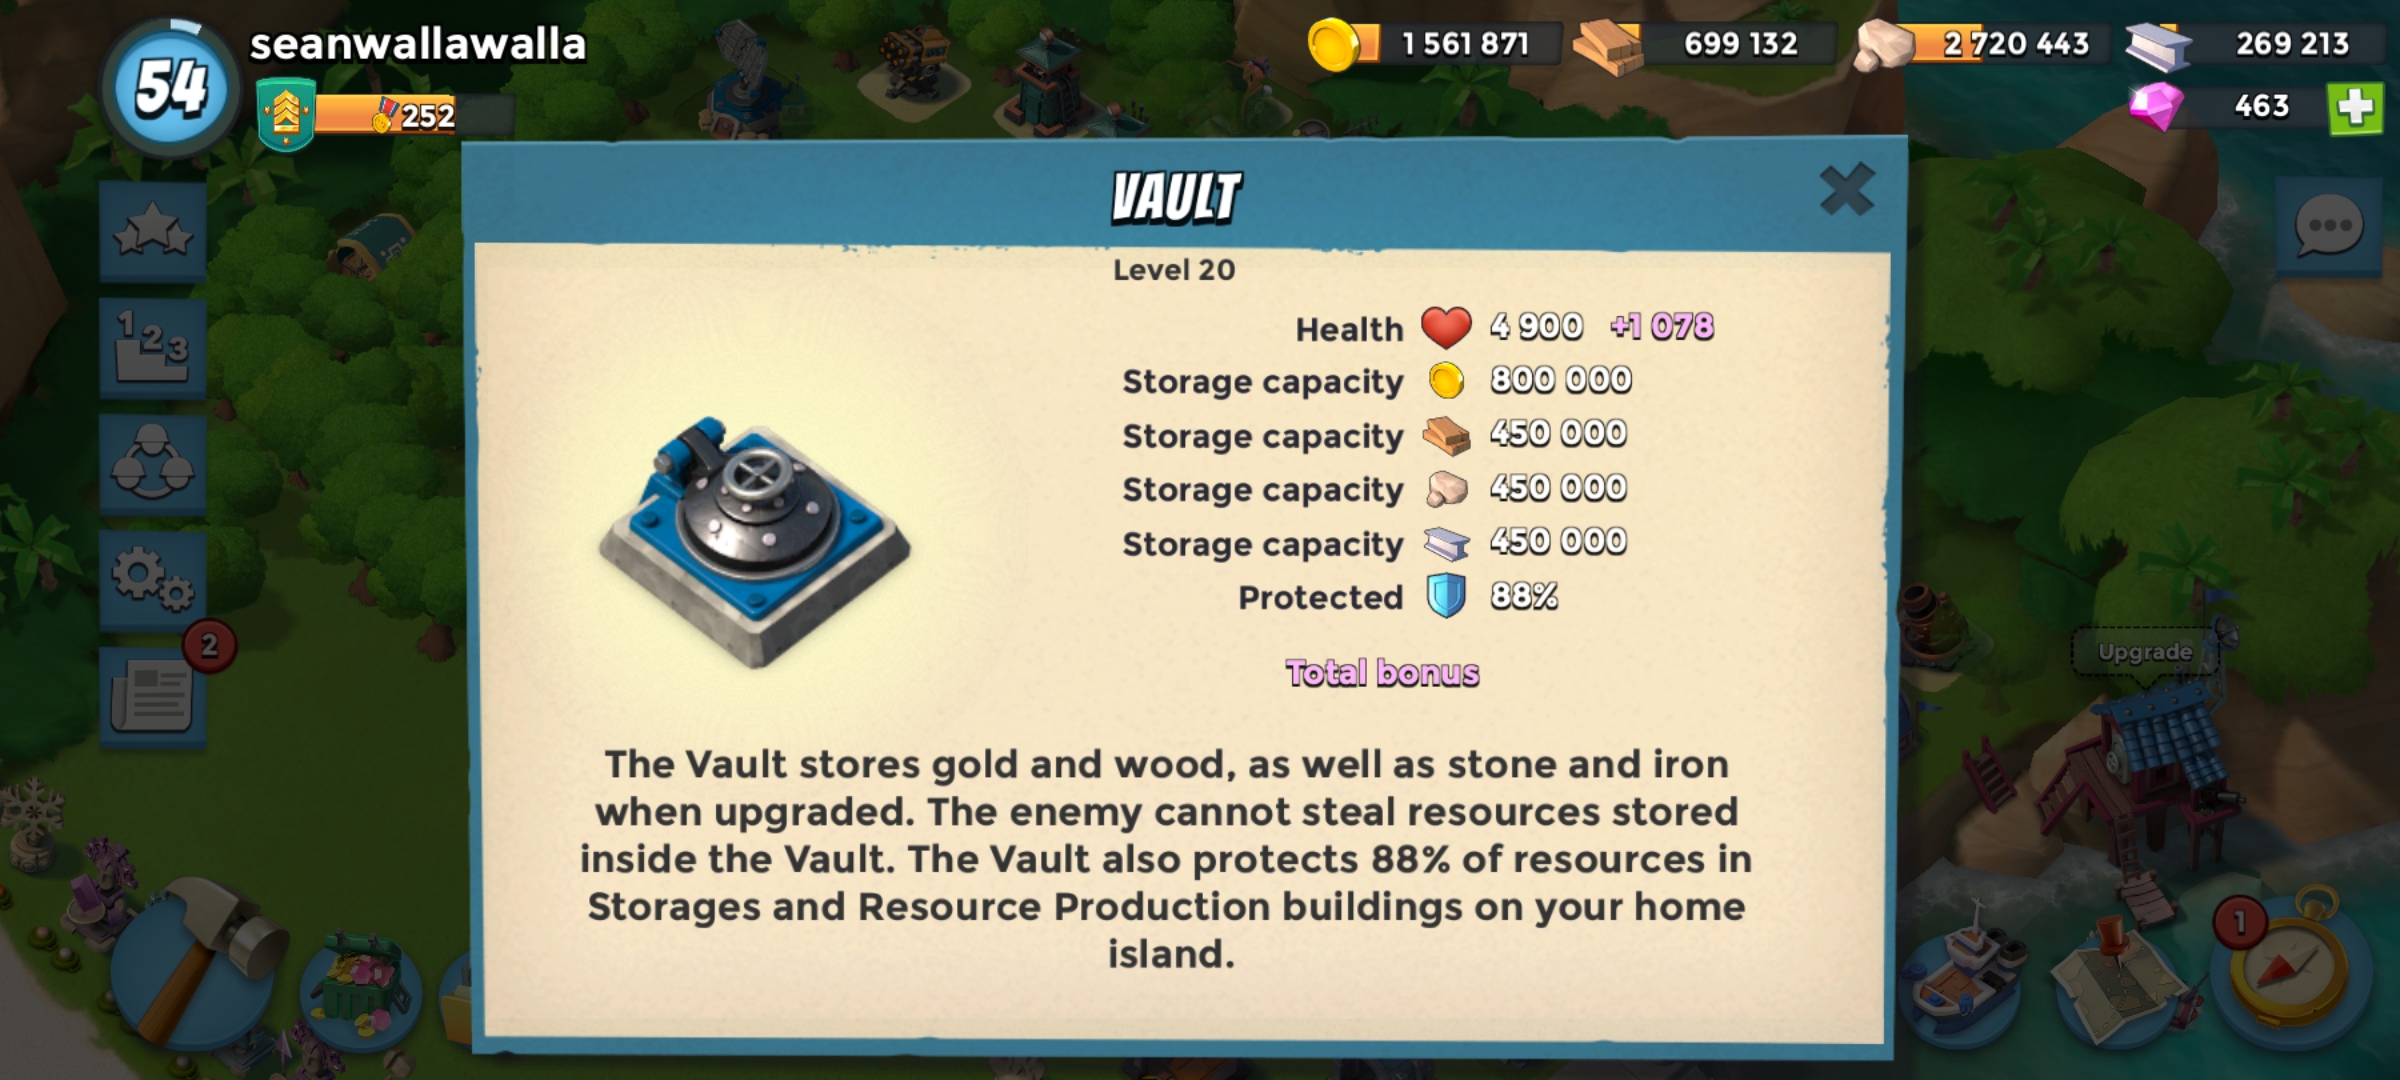 54
seanwallawalla
252
1 561 871
699 132
2 720 443
269 213
463
VAULT
Level 20
Health 4 900 +1 078
Storage capacity 800 000
Storage capacity 450 000
Storage capacity 450 000
Storage capacity 450 000
Protected 88%
Total bonus
The Vault stores gold and wood, as well as stone and iron
when upgraded. The enemy cannot steal resources stored
inside the Vault. The Vault also protects 88% of resources in
Storages and Resource Production buildings on your home
island.
1 2 3
2
Upgrade
1